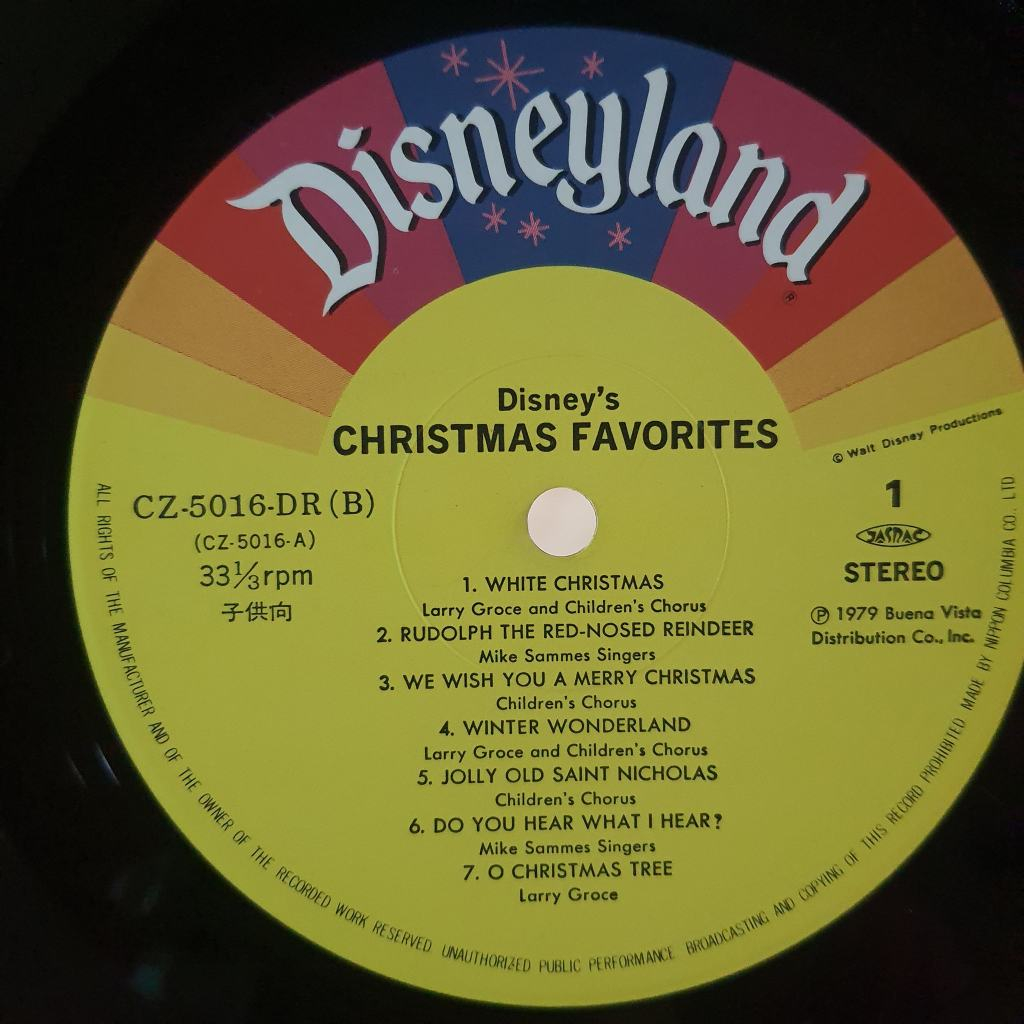 Disneyland
®
Disney's
CHRISTMAS FAVORITES
© Walt Disney Productions
CZ-5016-DR (B)
(CZ-5016-A)
33⅓rpm
子供向
1
JASRAC
STEREO
℗ 1979 Buena Vista
Distribution Co., Inc.
1. WHITE CHRISTMAS
Larry Groce and Children's Chorus
2. RUDOLPH THE RED-NOSED REINDEER
Mike Sammes Singers
3. WE WISH YOU A MERRY CHRISTMAS
Children's Chorus
4. WINTER WONDERLAND
Larry Groce and Children's Chorus
5. JOLLY OLD SAINT NICHOLAS
Children's Chorus
6. DO YOU HEAR WHAT I HEAR?
Mike Sammes Singers
7. O CHRISTMAS TREE
Larry Groce
ALL RIGHTS OF THE MANUFACTURER AND OF THE OWNER OF THE RECORDED WORK RESERVED UNAUTHORIZED PUBLIC PERFORMANCE BROADCASTING AND COPYING OF THIS RECORD PROHIBITED MADE BY NIPPON COLUMBIA CO., LTD